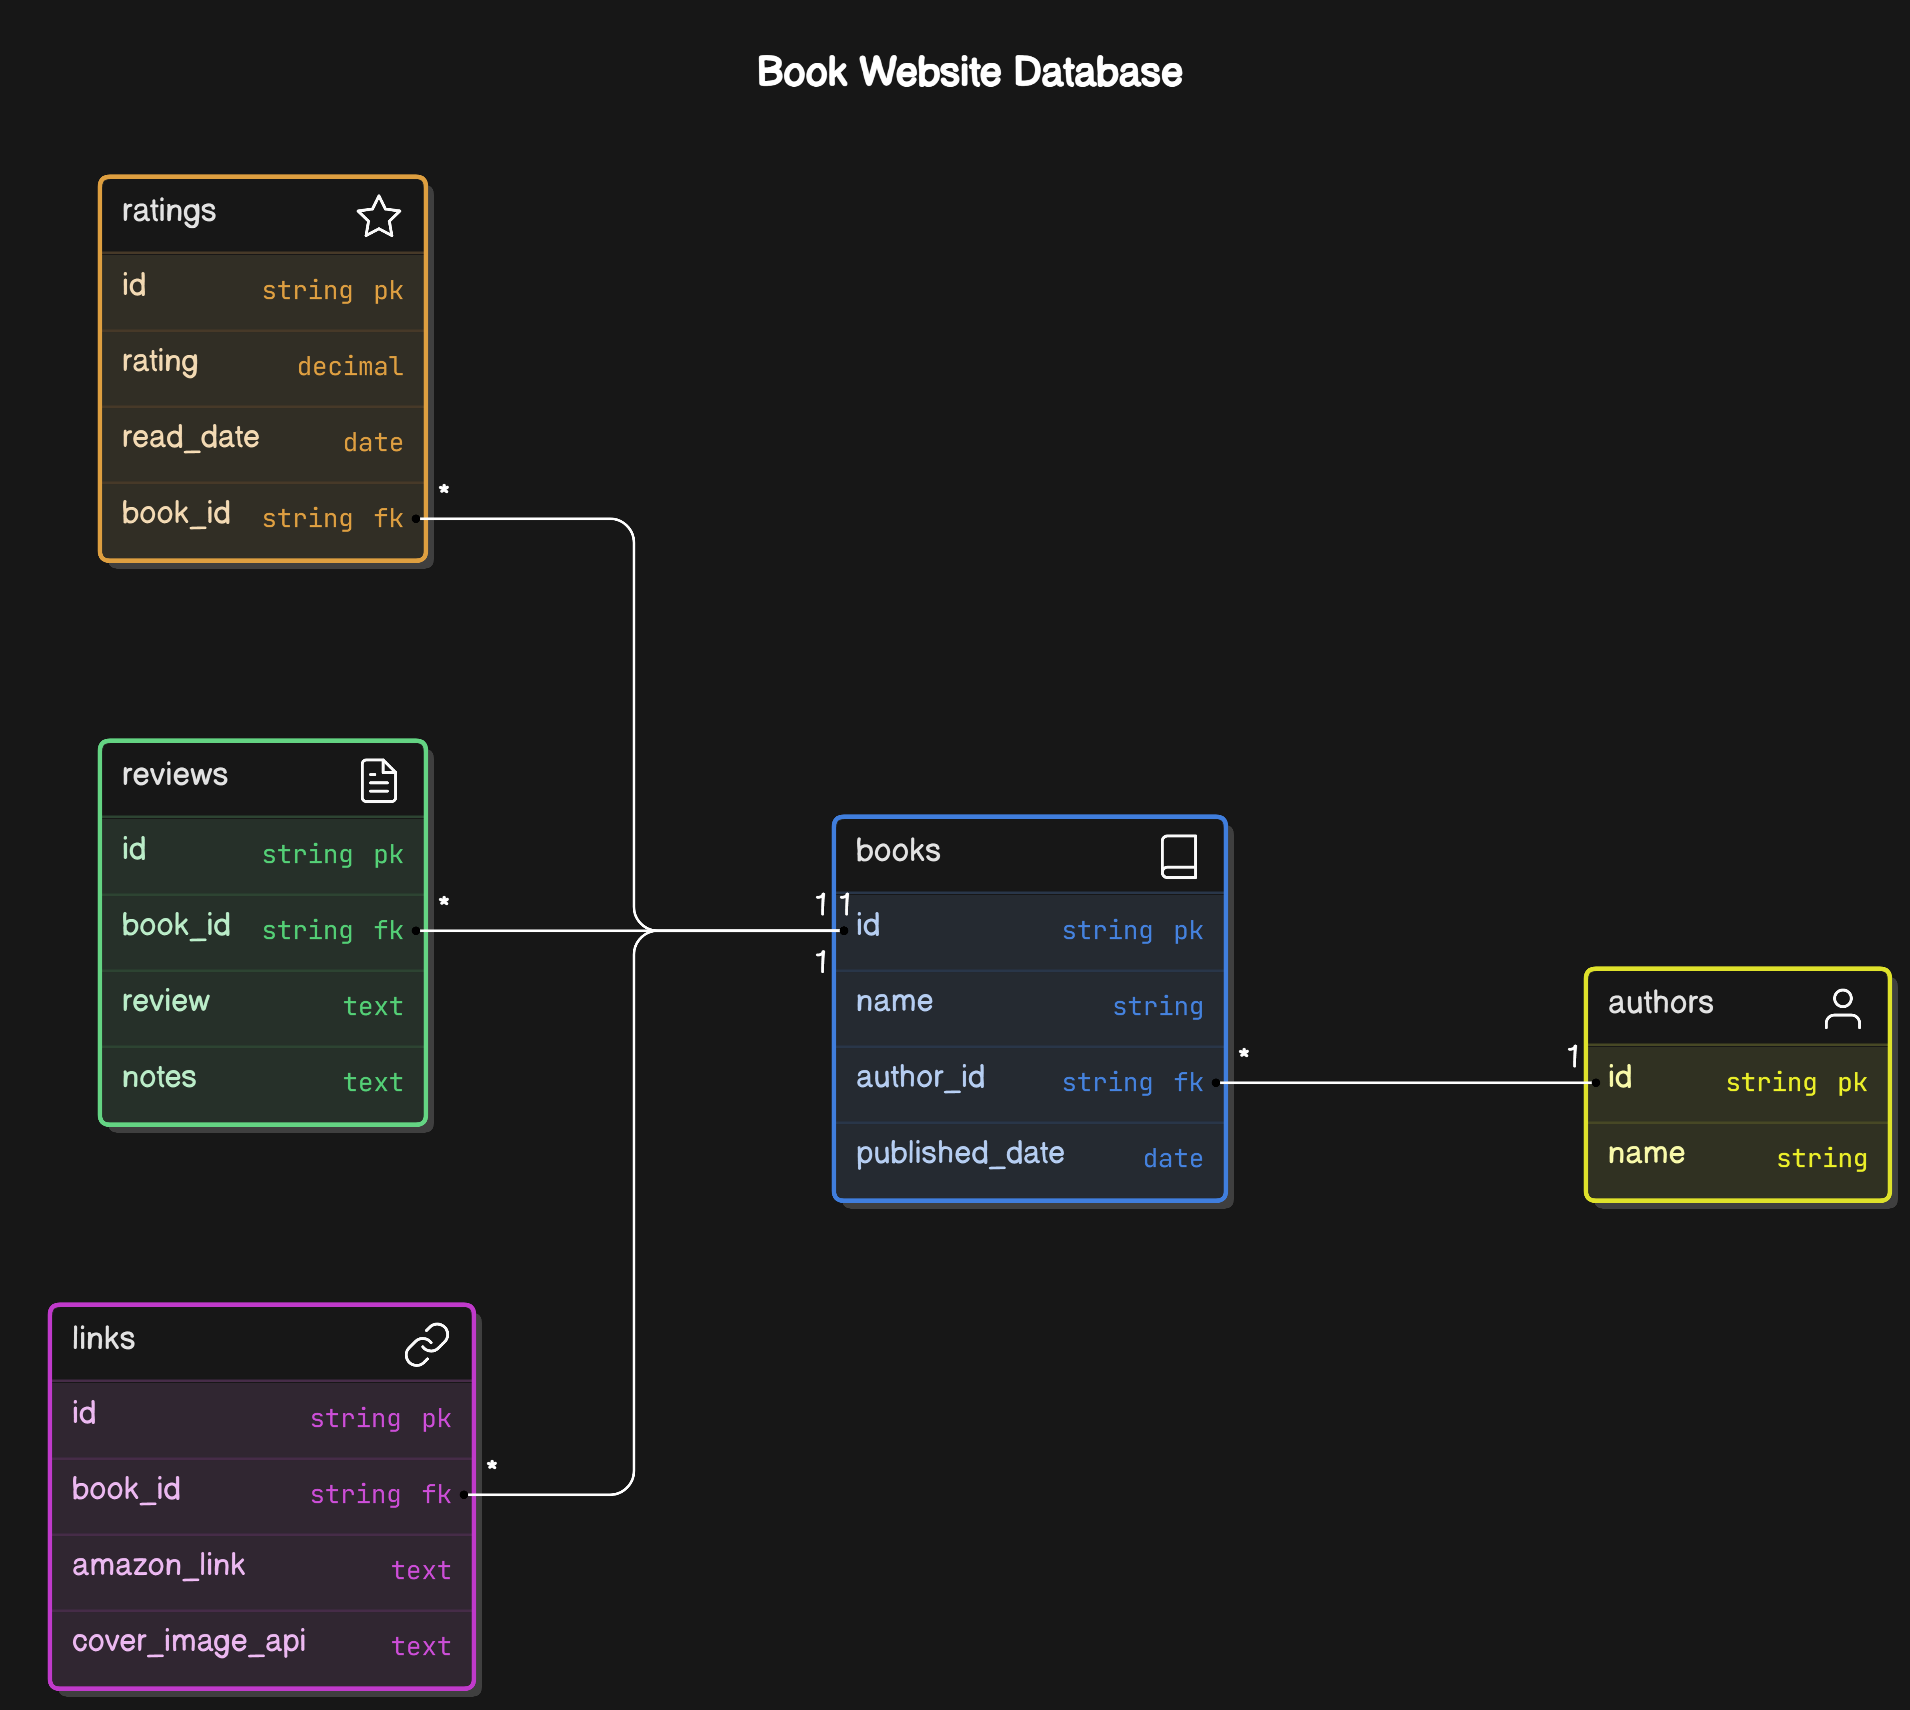 Book Website Database
ratings
id string pk
rating decimal
read_date date
book_id string fk
*
reviews
id string pk
book_id string fk
*
review text
notes text
links
id string pk
book_id string fk
*
amazon_link text
cover_image_api text
books
1 1
id string pk
1
name string
author_id string fk
*
published_date date
authors
1
id string pk
name string